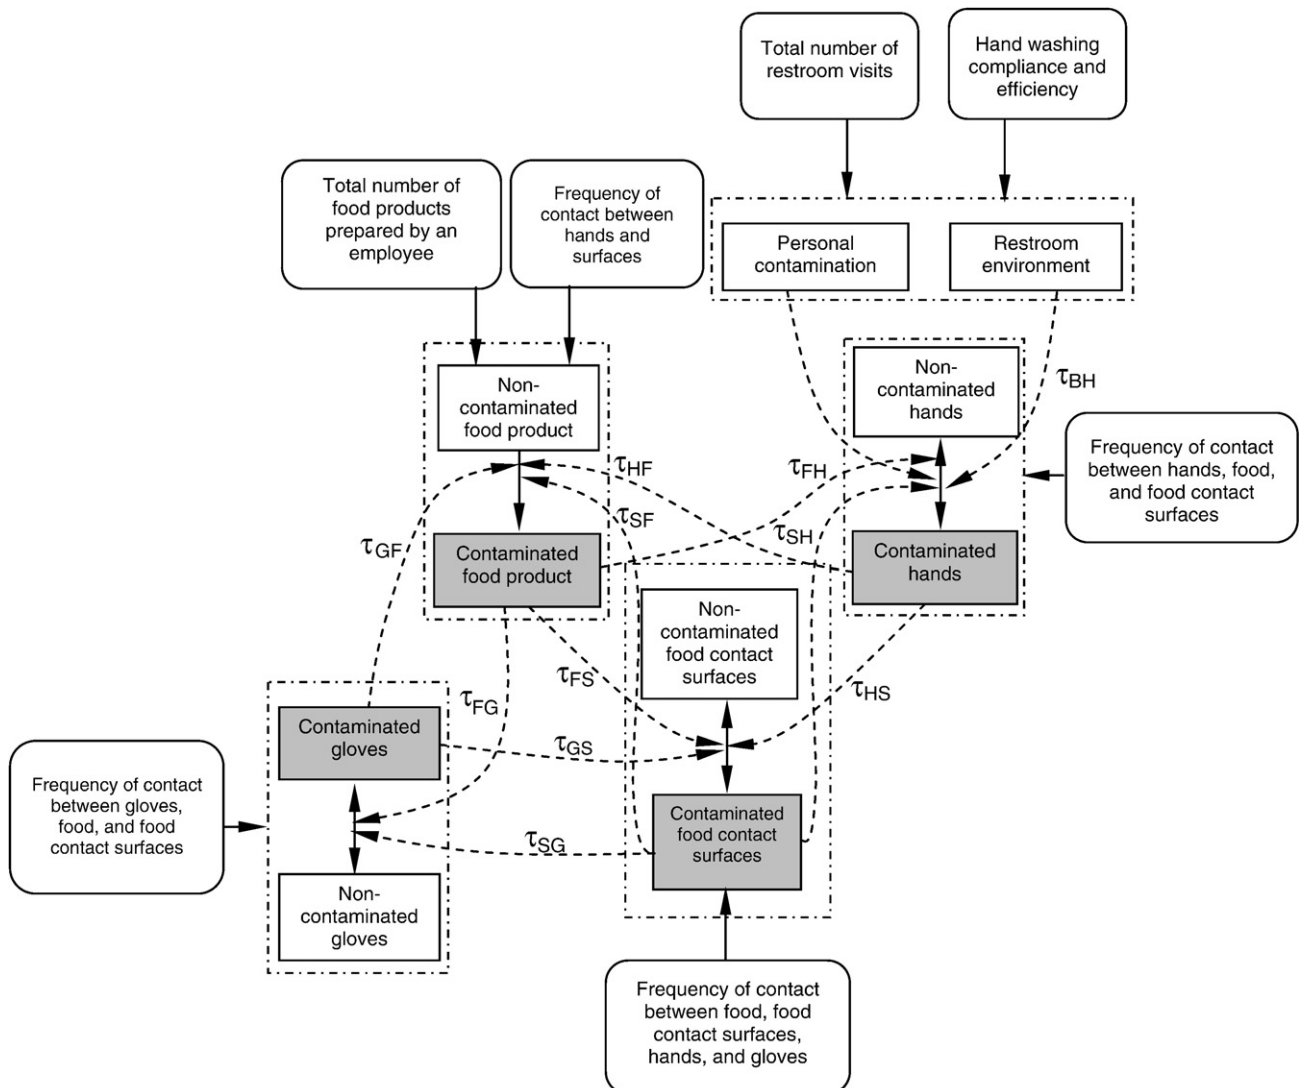 Total number of
restroom visits
Hand washing
compliance and
efficiency
Total number of
food products
prepared by an
employee
Frequency of
contact between
hands and
surfaces
Personal
contamination
Restroom
environment
Non-
contaminated
food product
Non-
contaminated
hands
τBH
Frequency of contact
between hands, food,
and food contact
surfaces
τHF
τFH
τSF
τSH
τGF
Contaminated
food product
Contaminated
hands
Non-
contaminated
food contact
surfaces
τFS
τHS
τFG
Contaminated
gloves
τGS
Frequency of contact
between gloves,
food, and food
contact surfaces
τSG
Contaminated
food contact
surfaces
Non-
contaminated
gloves
Frequency of contact
between food, food
contact surfaces,
hands, and gloves